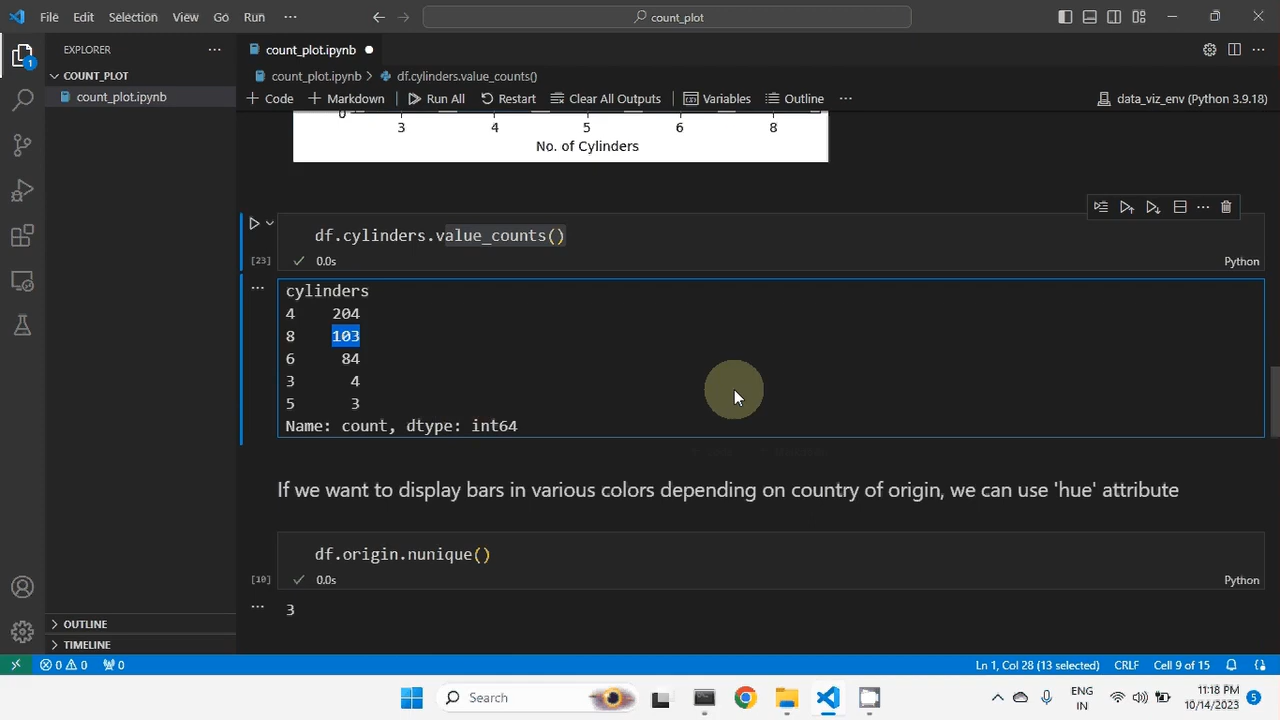 File Edit Selection View Go Run ··· count_plot
EXPLORER ···
COUNT_PLOT
count_plot.ipynb
1
count_plot.ipynb
count_plot.ipynb > df.cylinders.value_counts()
+ Code + Markdown Run All Restart Clear All Outputs Variables Outline ··· data_viz_env (Python 3.9.18)
0
3 4 5 6 8
No. of Cylinders
df.cylinders.value_counts()
[23] ✓ 0.0s Python
cylinders
4 204
8 103
6 84
3 4
5 3
Name: count, dtype: int64
If we want to display bars in various colors depending on country of origin, we can use 'hue' attribute
df.origin.nunique()
[10] ✓ 0.0s Python
3
OUTLINE
TIMELINE
0 0 0 Ln 1, Col 28 (13 selected) CRLF Cell 9 of 15
Search
ENG
IN
11:18 PM
10/14/2023
5